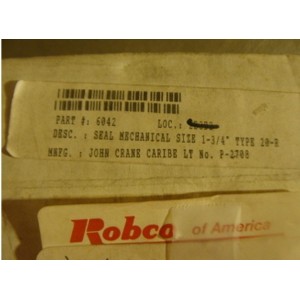 PART #: 6042 LOC.:
DESC. : SEAL MECHANICAL SIZE 1-3/4" TYPE 20-R
MNFG. : JOHN CRANE CARIBE LT No. P-2708
Robco of America